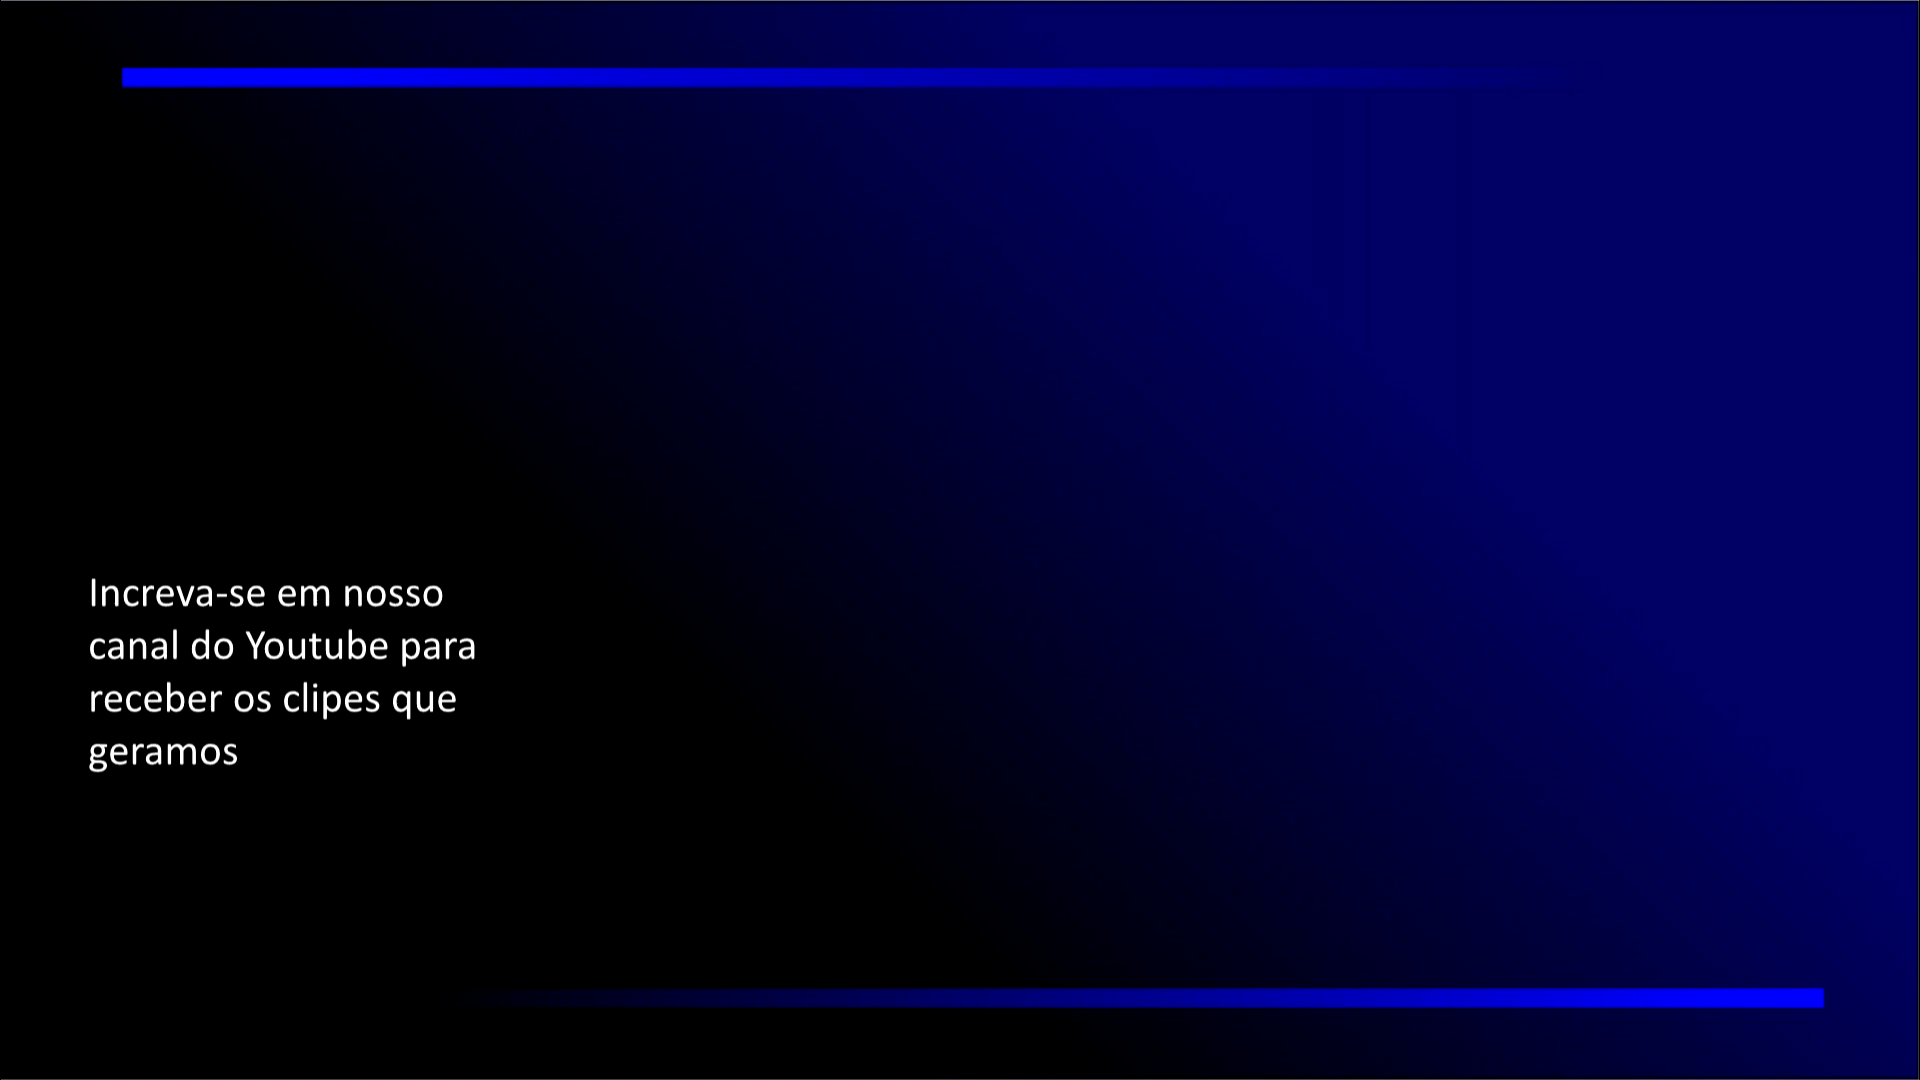 Increva-se em nosso
canal do Youtube para
receber os clipes que
geramos